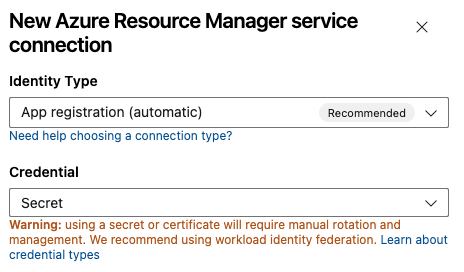 New Azure Resource Manager service
connection
Identity Type
App registration (automatic)
Recommended
Need help choosing a connection type?
Credential
Secret
Warning: using a secret or certificate will require manual rotation and
management. We recommend using workload identity federation. Learn about
credential types